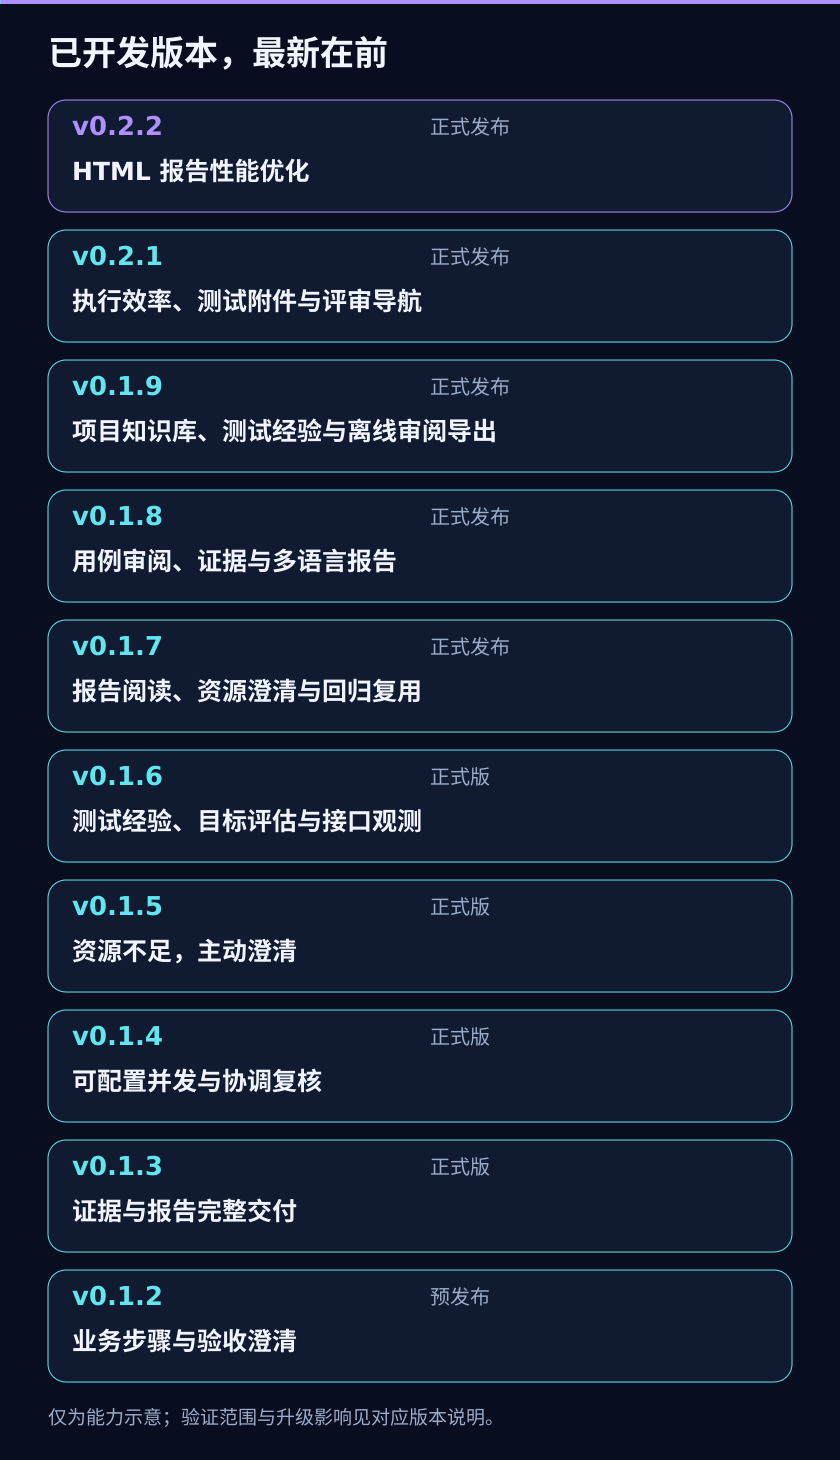 已开发版本，最新在前
v0.2.2 正式发布
HTML 报告性能优化
v0.2.1 正式发布
执行效率、测试附件与评审导航
v0.1.9 正式发布
项目知识库、测试经验与离线审阅导出
v0.1.8 正式发布
用例审阅、证据与多语言报告
v0.1.7 正式发布
报告阅读、资源澄清与回归复用
v0.1.6 正式版
测试经验、目标评估与接口观测
v0.1.5 正式版
资源不足，主动澄清
v0.1.4 正式版
可配置并发与协调复核
v0.1.3 正式版
证据与报告完整交付
v0.1.2 预发布
业务步骤与验收澄清
仅为能力示意；验证范围与升级影响见对应版本说明。